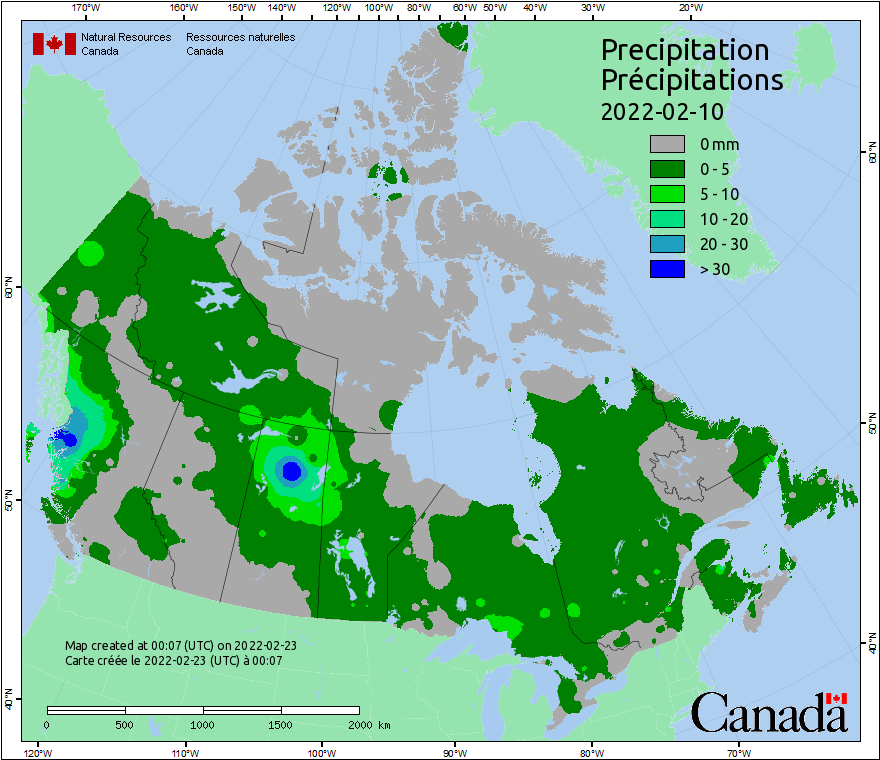 170°W 160°W 150°W 140°W 130°W 120°W 110°W 100°W 90°W 80°W 60°W 50°W 40°W 30°W 20°W
Natural Resources Canada
Ressources naturelles Canada
Precipitation
Précipitations
2022-02-10
0 mm
0 - 5
5 - 10
10 - 20
20 - 30
> 30
60°N
60°N
50°N
50°N
40°N
40°N
Map created at 00:07 (UTC) on 2022-02-23
Carte créée le 2022-02-23 (UTC) à 00:07
0 500 1000 1500 2000 km
Canada
120°W 110°W 100°W 90°W 80°W 70°W